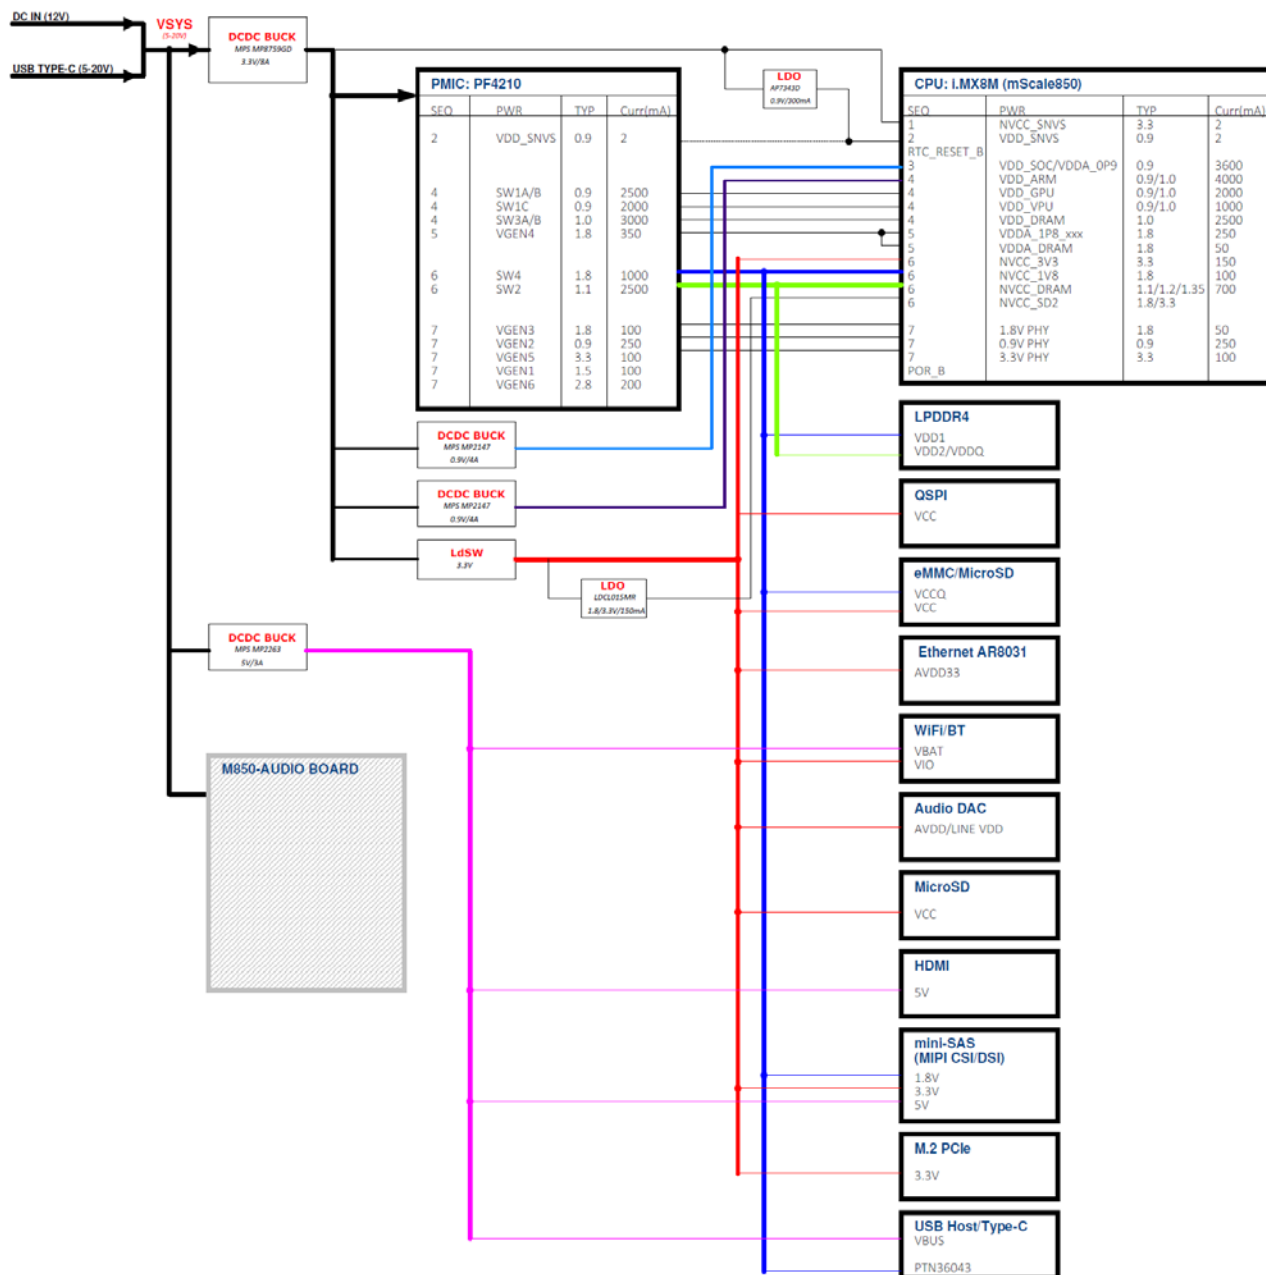 DC IN (12V)
VSYS
(5-20V)
USB TYPE-C (5-20V)
DCDC BUCK
MPS MP8759GD
3.3V/8A
PMIC: PF4210
SEQ PWR TYP Curr(mA)
2 VDD_SNVS 0.9 2
4 SW1A/B 0.9 2500
4 SW1C 0.9 2000
4 SW3A/B 1.0 3000
5 VGEN4 1.8 350
6 SW4 1.8 1000
6 SW2 1.1 2500
7 VGEN3 1.8 100
7 VGEN2 0.9 250
7 VGEN5 3.3 100
7 VGEN1 1.5 100
7 VGEN6 2.8 200
LDO
AP7343D
0.9V/300mA
CPU: i.MX8M (mScale850)
SEQ PWR TYP Curr(mA)
1 NVCC_SNVS 3.3 2
2 VDD_SNVS 0.9 2
RTC_RESET_B
3 VDD_SOC/VDDA_0P9 0.9 3600
4 VDD_ARM 0.9/1.0 4000
4 VDD_GPU 0.9/1.0 2000
4 VDD_VPU 0.9/1.0 1000
4 VDD_DRAM 1.0 2500
5 VDDA_1P8_xxx 1.8 250
5 VDDA_DRAM 1.8 50
6 NVCC_3V3 3.3 150
6 NVCC_1V8 1.8 100
6 NVCC_DRAM 1.1/1.2/1.35 700
6 NVCC_SD2 1.8/3.3
7 1.8V PHY 1.8 50
7 0.9V PHY 0.9 250
7 3.3V PHY 3.3 100
POR_B
DCDC BUCK
MPS MP2147
0.9V/4A
DCDC BUCK
MPS MP2147
0.9V/4A
LdSW
3.3V
LDO
LDCL015MR
1.8/3.3V/150mA
DCDC BUCK
MPS MP2263
5V/3A
M850-AUDIO BOARD
LPDDR4
VDD1
VDD2/VDDQ
QSPI
VCC
eMMC/MicroSD
VCCQ
VCC
Ethernet AR8031
AVDD33
WiFi/BT
VBAT
VIO
Audio DAC
AVDD/LINE VDD
MicroSD
VCC
HDMI
5V
mini-SAS
(MIPI CSI/DSI)
1.8V
3.3V
5V
M.2 PCIe
3.3V
USB Host/Type-C
VBUS
PTN36043